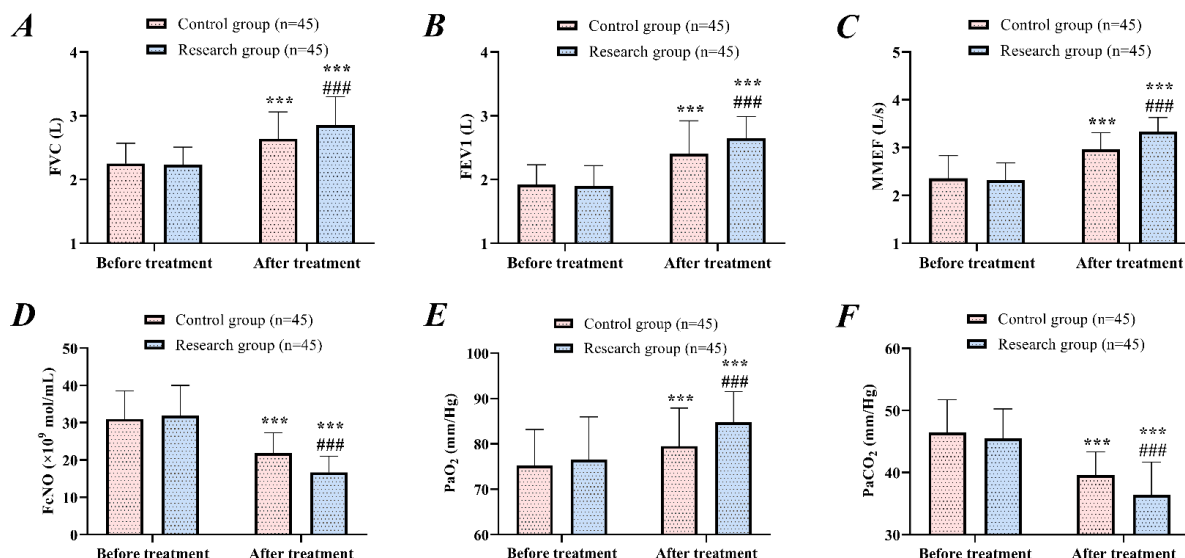 A
Control group (n=45)
Research group (n=45)
FVC (L)
4
3
2
1
***
***
###
Before treatment
After treatment
B
Control group (n=45)
Research group (n=45)
FEV1 (L)
4
3
2
1
***
***
###
Before treatment
After treatment
C
Control group (n=45)
Research group (n=45)
MMEF (L/s)
5
4
3
2
1
***
***
###
Before treatment
After treatment
D
Control group (n=45)
Research group (n=45)
FeNO (×10⁹ mol/mL)
50
40
30
20
10
0
***
***
###
Before treatment
After treatment
E
Control group (n=45)
Research group (n=45)
PaO₂ (mm/Hg)
100
90
80
70
60
***
***
###
Before treatment
After treatment
F
Control group (n=45)
Research group (n=45)
PaCO₂ (mm/Hg)
60
50
40
30
***
***
###
Before treatment
After treatment